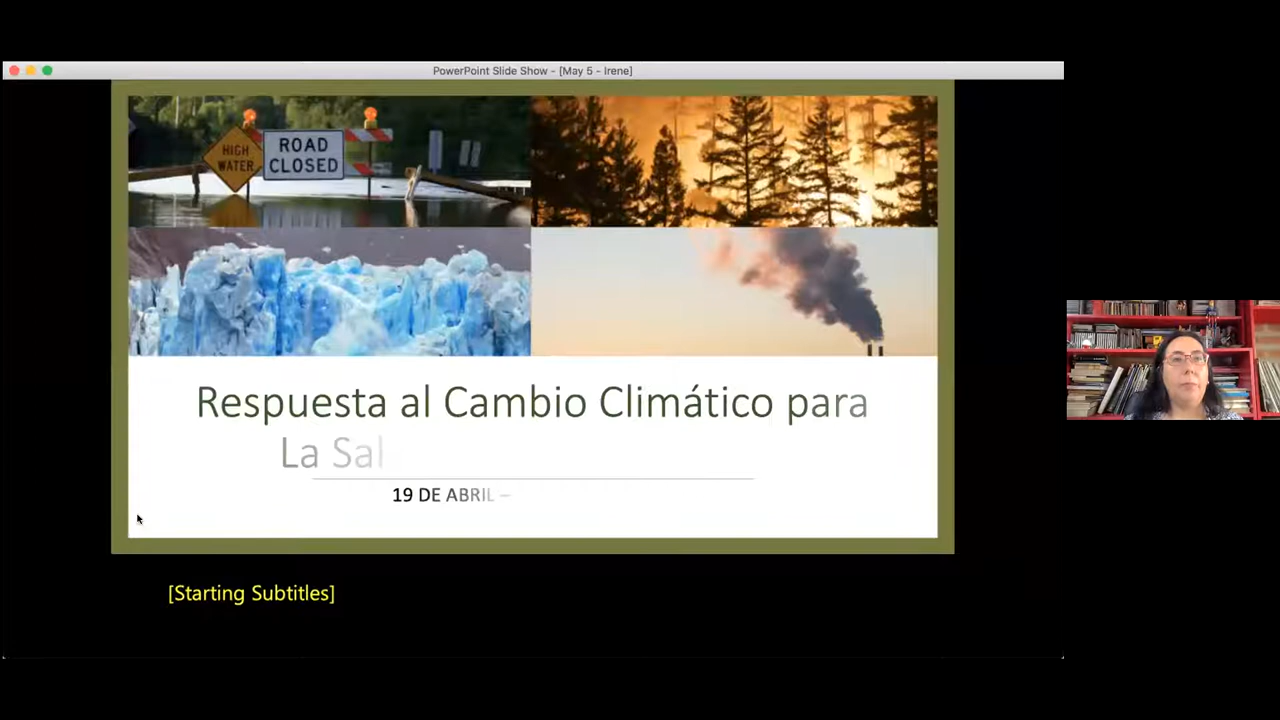 PowerPoint Slide Show - [May 5 - Irene]
HIGH
WATER
ROAD
CLOSED
Respuesta al Cambio Climático para
La Sal
19 DE ABRIL –
[Starting Subtitles]